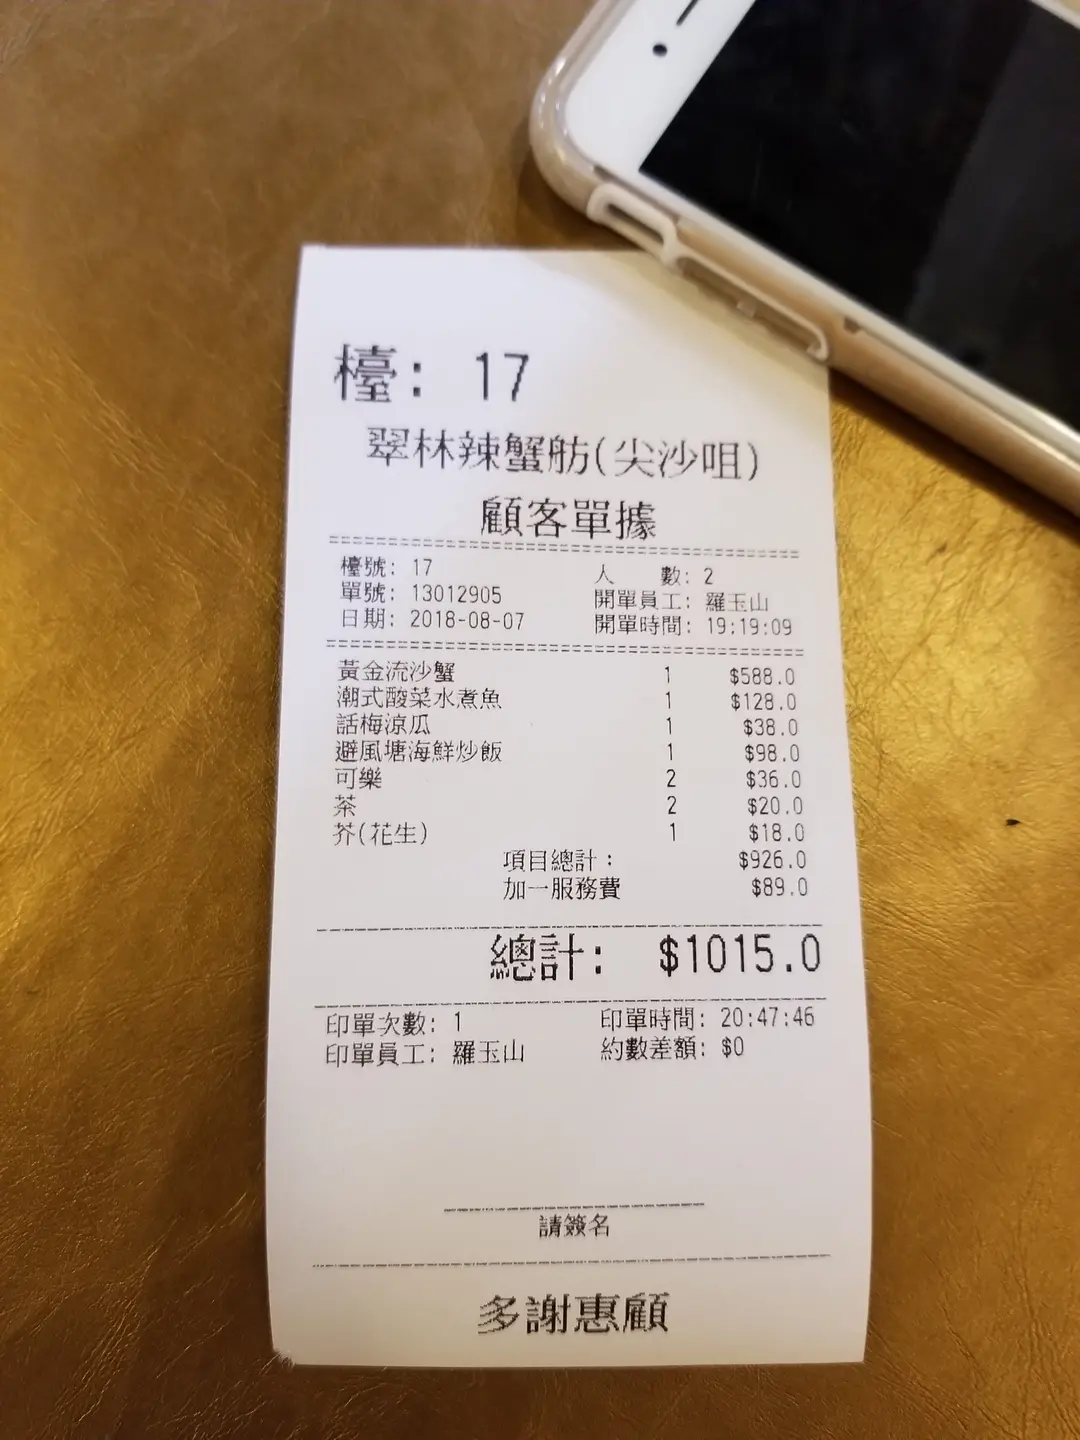 檯: 17
翠林辣蟹舫(尖沙咀)
顧客單據
檯號: 17 人 數: 2
單號: 13012905 開單員工: 羅玉山
日期: 2018-08-07 開單時間: 19:19:09
黃金流沙蟹 1 $588.0
潮式酸菜水煮魚 1 $128.0
話梅涼瓜 1 $38.0
避風塘海鮮炒飯 1 $98.0
可樂 2 $36.0
茶 2 $20.0
芥(花生) 1 $18.0
項目總計: $926.0
加一服務費 $89.0
總計: $1015.0
印單次數: 1 印單時間: 20:47:46
印單員工: 羅玉山 約數差額: $0
請簽名
多謝惠顧